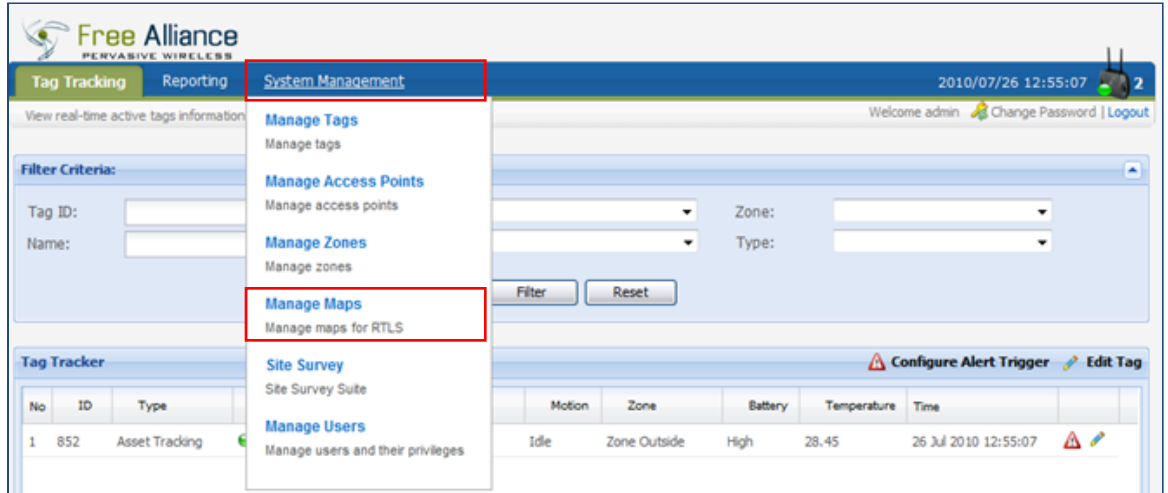 Free Alliance
PERVASIVE WIRELESS
Tag Tracking Reporting System Management 2010/07/26 12:55:07 2
View real-time active tags information Welcome admin Change Password | Logout
Manage Tags
Manage tags
Filter Criteria:
Manage Access Points
Manage access points
Tag ID: Zone:
Name: Type:
Manage Zones
Manage zones
Filter Reset
Manage Maps
Manage maps for RTLS
Tag Tracker Configure Alert Trigger Edit Tag
Site Survey
Site Survey Suite
No ID Type Motion Zone Battery Temperature Time
Manage Users
Manage users and their privileges
1 852 Asset Tracking Idle Zone Outside High 28.45 26 Jul 2010 12:55:07